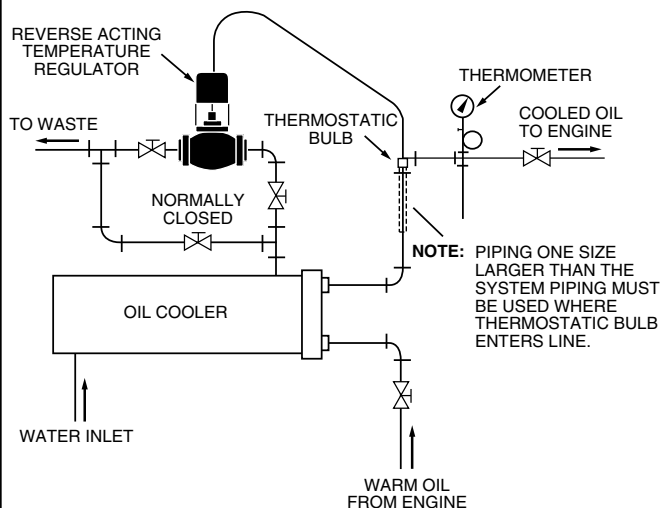 REVERSE ACTING
TEMPERATURE
REGULATOR
THERMOMETER
TO WASTE
THERMOSTATIC
BULB
COOLED OIL
TO ENGINE
NORMALLY
CLOSED
NOTE: PIPING ONE SIZE
LARGER THAN THE
SYSTEM PIPING MUST
BE USED WHERE
THERMOSTATIC BULB
ENTERS LINE.
OIL COOLER
WATER INLET
WARM OIL
FROM ENGINE